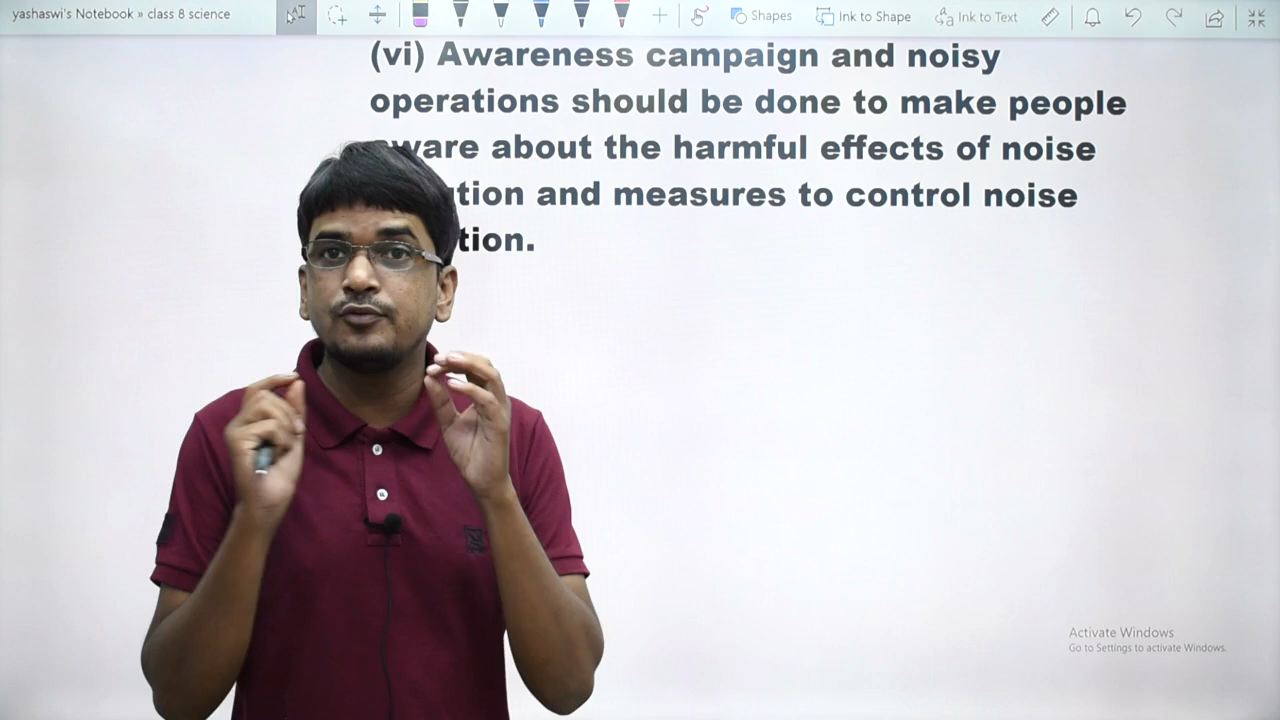 yashaswi's Notebook » class 8 science
Shapes
Ink to Shape
Ink to Text
(vi) Awareness campaign and noisy
operations should be done to make people
about the harmful effects of noise
and measures to control noise
Activate Windows
Go to Settings to activate Windows.